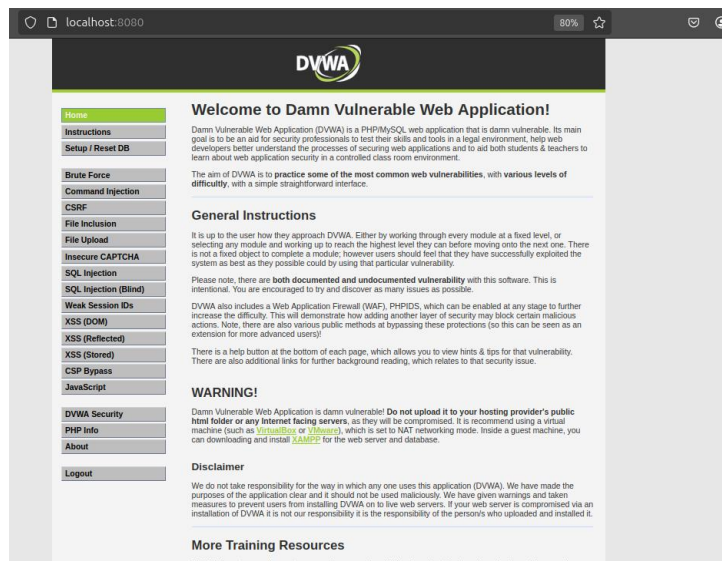 localhost:8080
80%
DVWA
Home
Instructions
Setup / Reset DB
Brute Force
Command Injection
CSRF
File Inclusion
File Upload
Insecure CAPTCHA
SQL Injection
SQL Injection (Blind)
Weak Session IDs
XSS (DOM)
XSS (Reflected)
XSS (Stored)
CSP Bypass
JavaScript
DVWA Security
PHP Info
About
Logout
Welcome to Damn Vulnerable Web Application!
Damn Vulnerable Web Application (DVWA) is a PHP/MySQL web application that is damn vulnerable. Its main
goal is to be an aid for security professionals to test their skills and tools in a legal environment, help web
developers better understand the processes of securing web applications and to aid both students & teachers to
learn about web application security in a controlled class room environment.
The aim of DVWA is to practice some of the most common web vulnerabilities, with various levels of
difficultly, with a simple straightforward interface.
General Instructions
It is up to the user how they approach DVWA. Either by working through every module at a fixed level, or
selecting any module and working up to reach the highest level they can before moving onto the next one. There
is not a fixed object to complete a module; however users should feel that they have successfully exploited the
system as best as they possible could by using that particular vulnerability.
Please note, there are both documented and undocumented vulnerability with this software. This is
intentional. You are encouraged to try and discover as many issues as possible.
DVWA also includes a Web Application Firewall (WAF), PHPIDS, which can be enabled at any stage to further
increase the difficulty. This will demonstrate how adding another layer of security may block certain malicious
actions. Note, there are also various public methods at bypassing these protections (so this can be seen as an
extension for more advanced users)!
There is a help button at the bottom of each page, which allows you to view hints & tips for that vulnerability.
There are also additional links for further background reading, which relates to that security issue.
WARNING!
Damn Vulnerable Web Application is damn vulnerable! Do not upload it to your hosting provider's public
html folder or any Internet facing servers, as they will be compromised. It is recommend using a virtual
machine (such as VirtualBox or VMware), which is set to NAT networking mode. Inside a guest machine, you
can downloading and install XAMPP for the web server and database.
Disclaimer
We do not take responsibility for the way in which any one uses this application (DVWA). We have made the
purposes of the application clear and it should not be used maliciously. We have given warnings and taken
measures to prevent users from installing DVWA on to live web servers. If your web server is compromised via an
installation of DVWA it is not our responsibility it is the responsibility of the person/s who uploaded and installed it.
More Training Resources